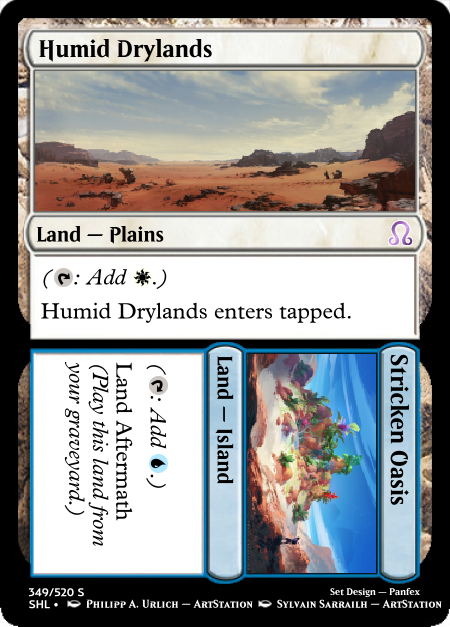 Humid Drylands
Land — Plains
(: Add .)
Humid Drylands enters tapped.
Stricken Oasis
Land — Island
(: Add .)
Land Aftermath
(Play this land from
your graveyard.)
349/520 S
SHL • Philipp A. Urlich — ArtStation Sylvain Sarrailh — ArtStation
Set Design — Panfex